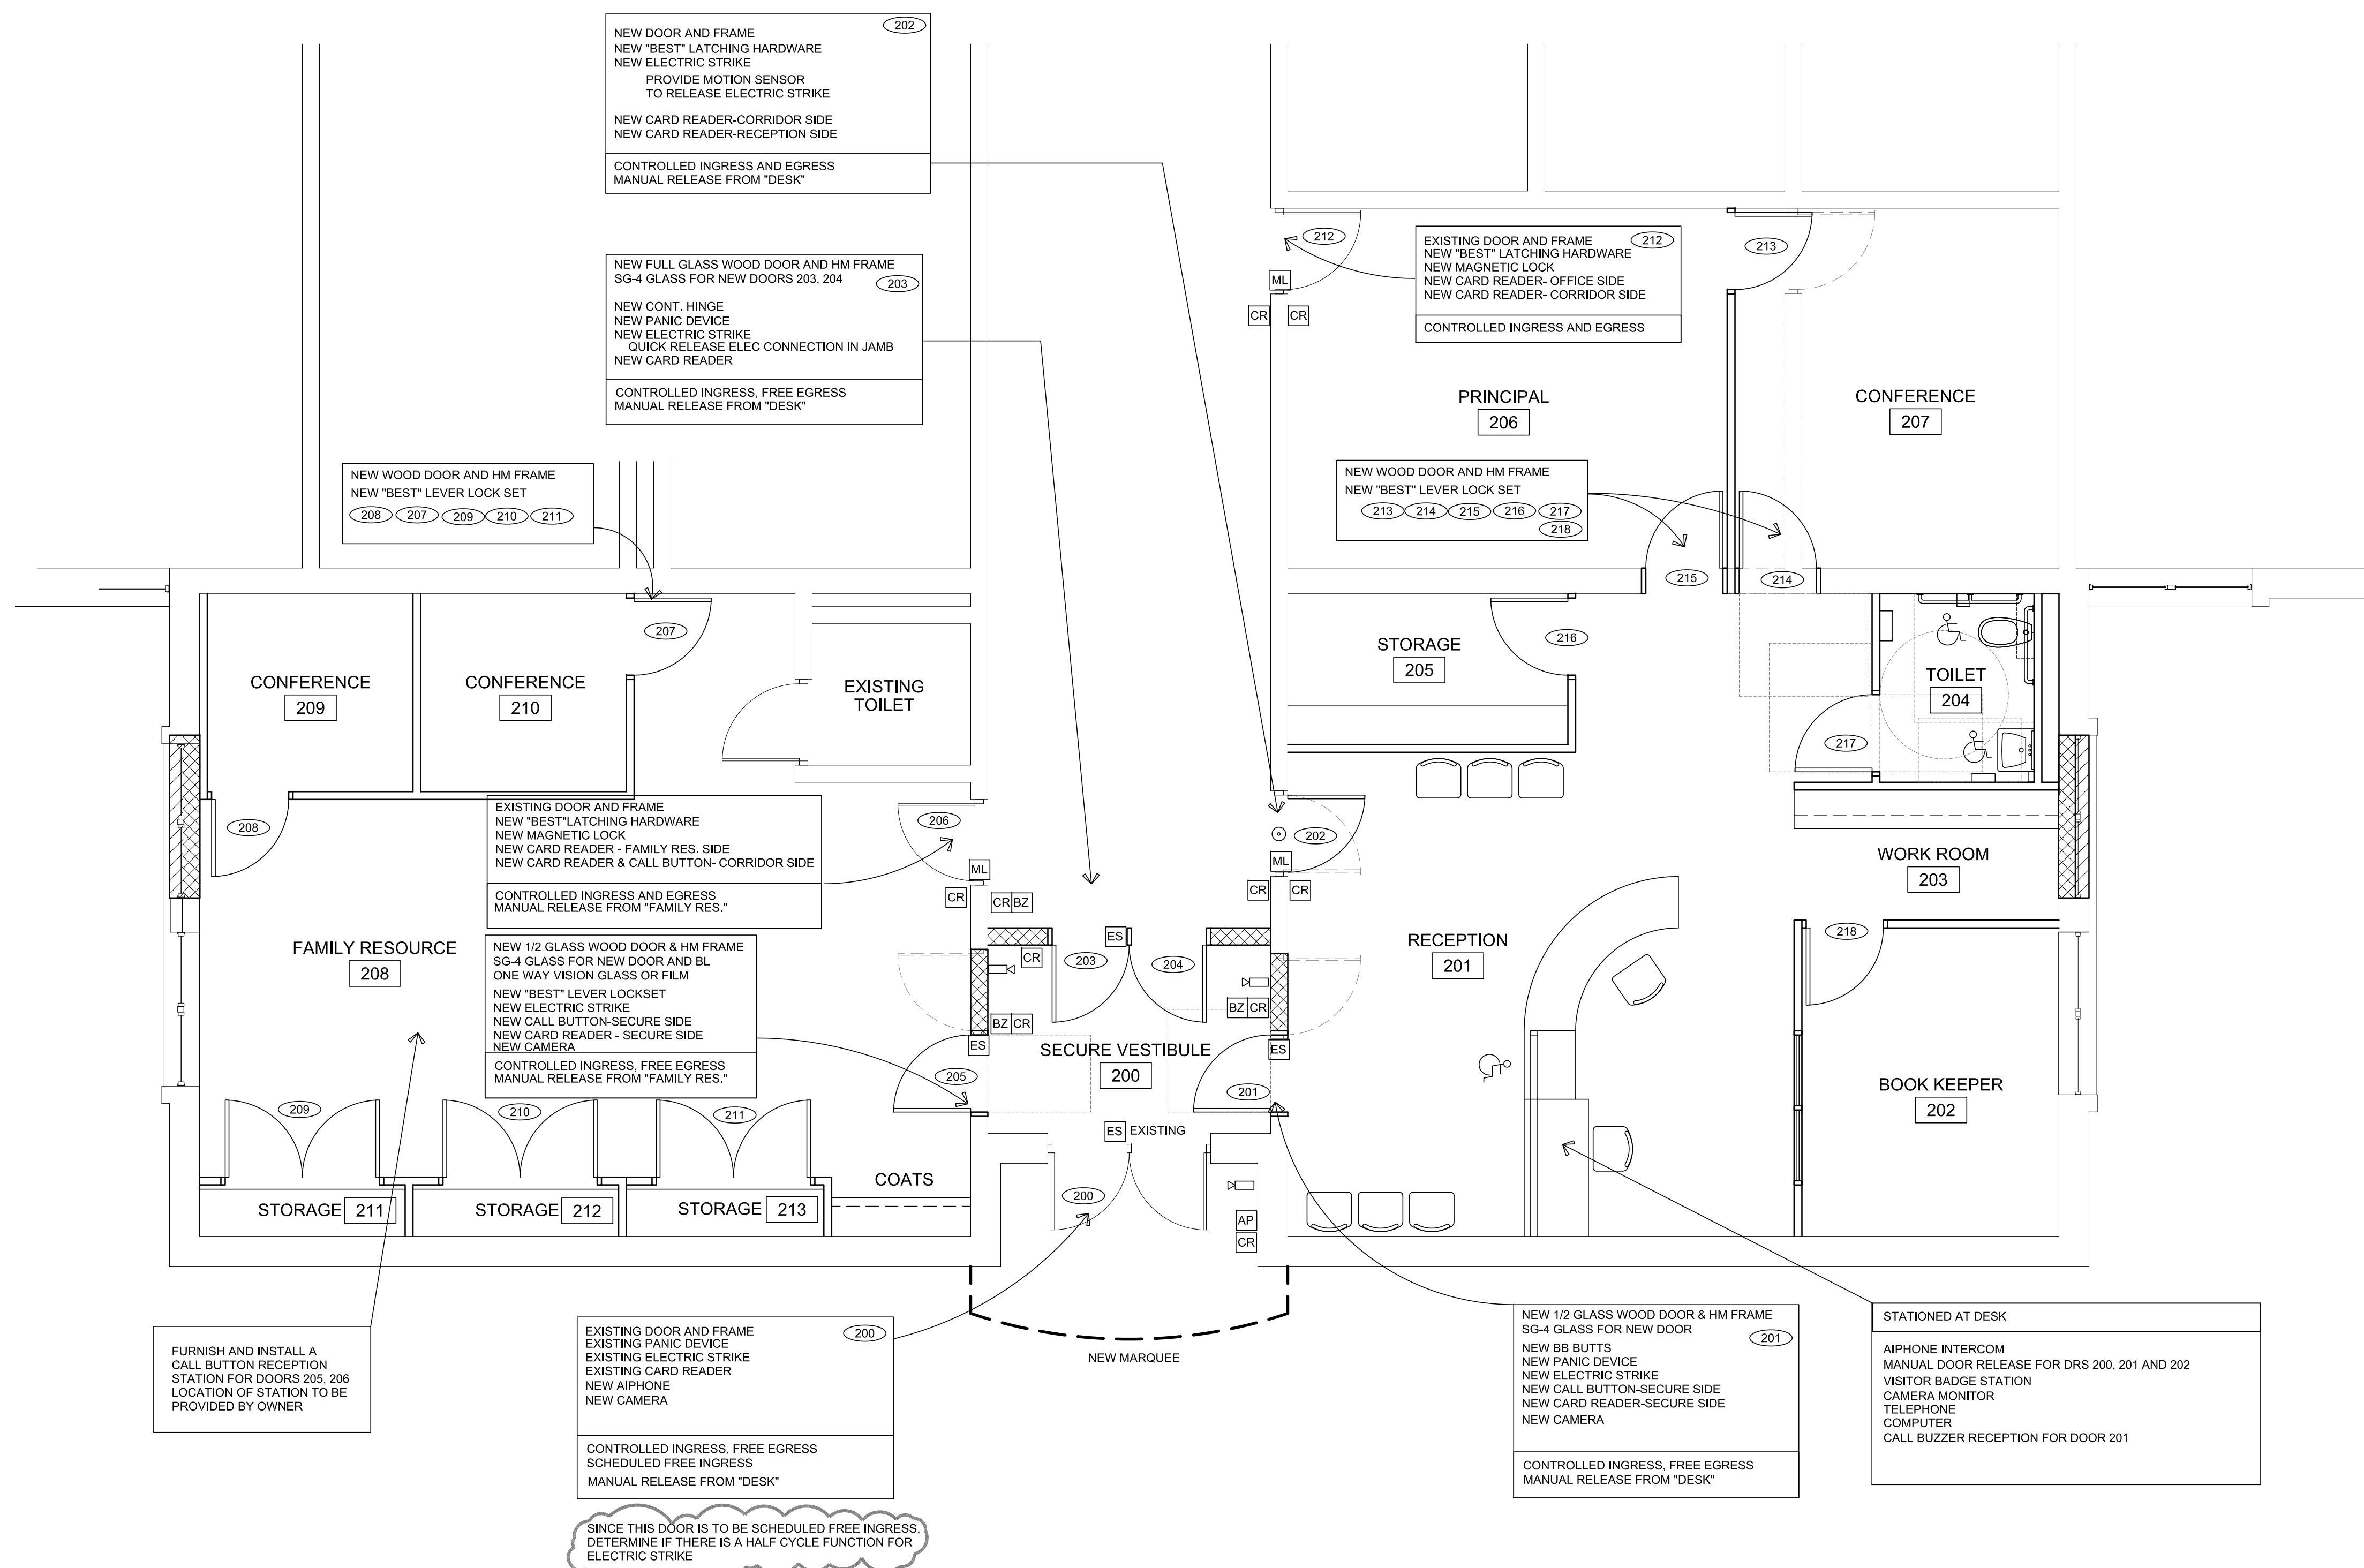 202
NEW DOOR AND FRAME
NEW "BEST" LATCHING HARDWARE
NEW ELECTRIC STRIKE
PROVIDE MOTION SENSOR
TO RELEASE ELECTRIC STRIKE
NEW CARD READER-CORRIDOR SIDE
NEW CARD READER-RECEPTION SIDE
CONTROLLED INGRESS AND EGRESS
MANUAL RELEASE FROM "DESK"
NEW FULL GLASS WOOD DOOR AND HM FRAME
SG-4 GLASS FOR NEW DOORS 203, 204
203
NEW CONT. HINGE
NEW PANIC DEVICE
NEW ELECTRIC STRIKE
QUICK RELEASE ELEC CONNECTION IN JAMB
NEW CARD READER
CONTROLLED INGRESS, FREE EGRESS
MANUAL RELEASE FROM "DESK"
212
ML
CR CR
EXISTING DOOR AND FRAME 212
NEW "BEST" LATCHING HARDWARE
NEW MAGNETIC LOCK
NEW CARD READER- OFFICE SIDE
NEW CARD READER- CORRIDOR SIDE
CONTROLLED INGRESS AND EGRESS
213
PRINCIPAL
206
CONFERENCE
207
NEW WOOD DOOR AND HM FRAME
NEW "BEST" LEVER LOCK SET
208 207 209 210 211
NEW WOOD DOOR AND HM FRAME
NEW "BEST" LEVER LOCK SET
213 214 215 216 217
218
215
214
207
216
CONFERENCE
209
CONFERENCE
210
EXISTING
TOILET
STORAGE
205
TOILET
204
217
208
EXISTING DOOR AND FRAME
NEW "BEST"LATCHING HARDWARE
NEW MAGNETIC LOCK
NEW CARD READER - FAMILY RES. SIDE
NEW CARD READER & CALL BUTTON- CORRIDOR SIDE
CONTROLLED INGRESS AND EGRESS
MANUAL RELEASE FROM "FAMILY RES."
206
ML
CR
CR BZ
202
ML
CR CR
WORK ROOM
203
218
FAMILY RESOURCE
208
NEW 1/2 GLASS WOOD DOOR & HM FRAME
SG-4 GLASS FOR NEW DOOR AND BL
ONE WAY VISION GLASS OR FILM
NEW "BEST" LEVER LOCKSET
NEW ELECTRIC STRIKE
NEW CALL BUTTON-SECURE SIDE
NEW CARD READER - SECURE SIDE
NEW CAMERA
CONTROLLED INGRESS, FREE EGRESS
MANUAL RELEASE FROM "FAMILY RES."
ES
CR
203
204
BZ CR
BZ CR
ES
ES
SECURE VESTIBULE
200
205
201
RECEPTION
201
BOOK KEEPER
202
209
210
211
ES EXISTING
COATS
STORAGE 211
STORAGE 212
STORAGE 213
200
AP
CR
NEW MARQUEE
FURNISH AND INSTALL A
CALL BUTTON RECEPTION
STATION FOR DOORS 205, 206
LOCATION OF STATION TO BE
PROVIDED BY OWNER
EXISTING DOOR AND FRAME 200
EXISTING PANIC DEVICE
EXISTING ELECTRIC STRIKE
EXISTING CARD READER
NEW AIPHONE
NEW CAMERA
CONTROLLED INGRESS, FREE EGRESS
SCHEDULED FREE INGRESS
MANUAL RELEASE FROM "DESK"
SINCE THIS DOOR IS TO BE SCHEDULED FREE INGRESS,
DETERMINE IF THERE IS A HALF CYCLE FUNCTION FOR
ELECTRIC STRIKE
NEW 1/2 GLASS WOOD DOOR & HM FRAME
SG-4 GLASS FOR NEW DOOR
201
NEW BB BUTTS
NEW PANIC DEVICE
NEW ELECTRIC STRIKE
NEW CALL BUTTON-SECURE SIDE
NEW CARD READER-SECURE SIDE
NEW CAMERA
CONTROLLED INGRESS, FREE EGRESS
MANUAL RELEASE FROM "DESK"
STATIONED AT DESK
AIPHONE INTERCOM
MANUAL DOOR RELEASE FOR DRS 200, 201 AND 202
VISITOR BADGE STATION
CAMERA MONITOR
TELEPHONE
COMPUTER
CALL BUZZER RECEPTION FOR DOOR 201